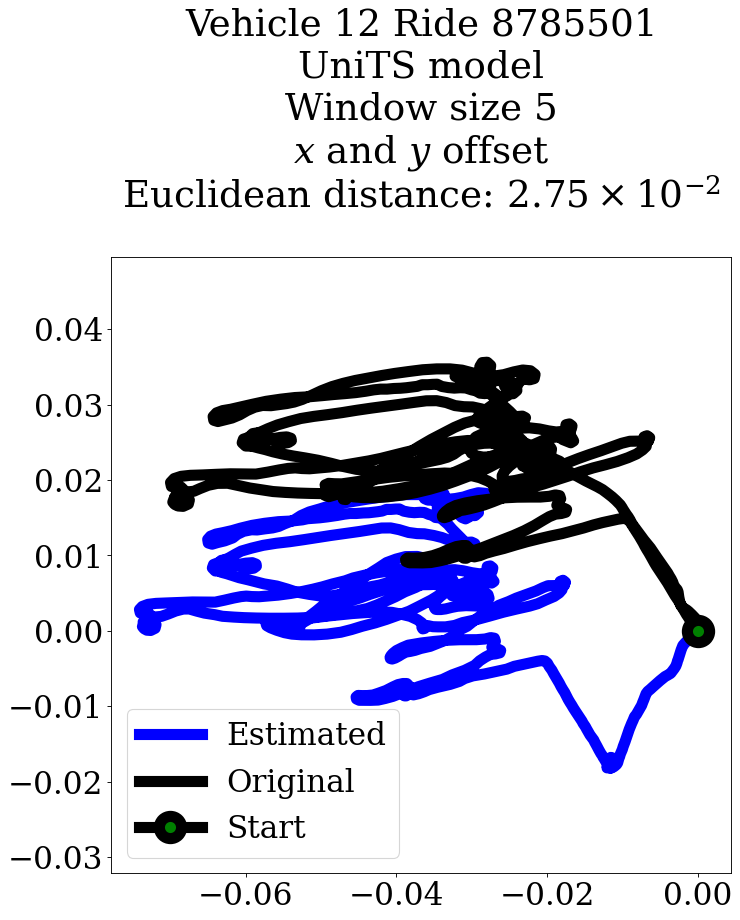 Vehicle 12 Ride 8785501
UniTS model
Window size 5
x and y offset
Euclidean distance: 2.75 × 10⁻²
0.04
0.03
0.02
0.01
0.00
−0.01
−0.02
−0.03
Estimated
Original
Start
−0.06
−0.04
−0.02
0.00